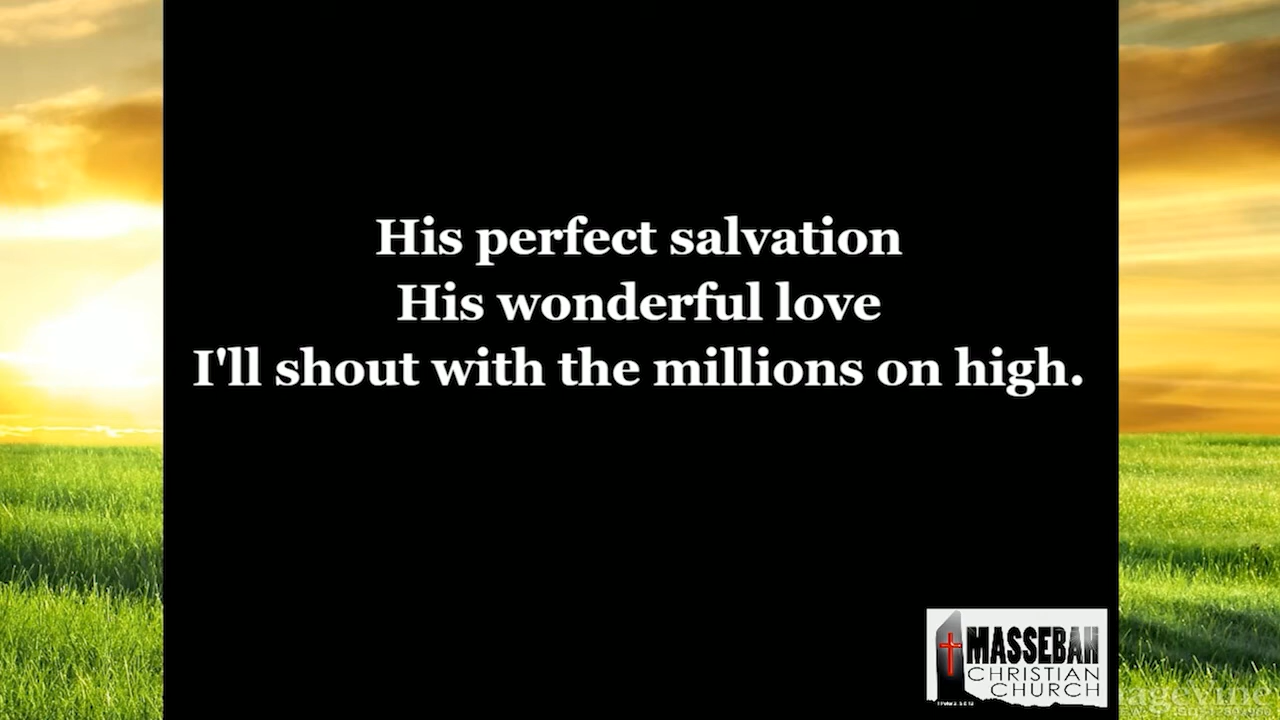 His perfect salvation
His wonderful love
I'll shout with the millions on high.
MASSEBAH
CHRISTIAN
CHURCH